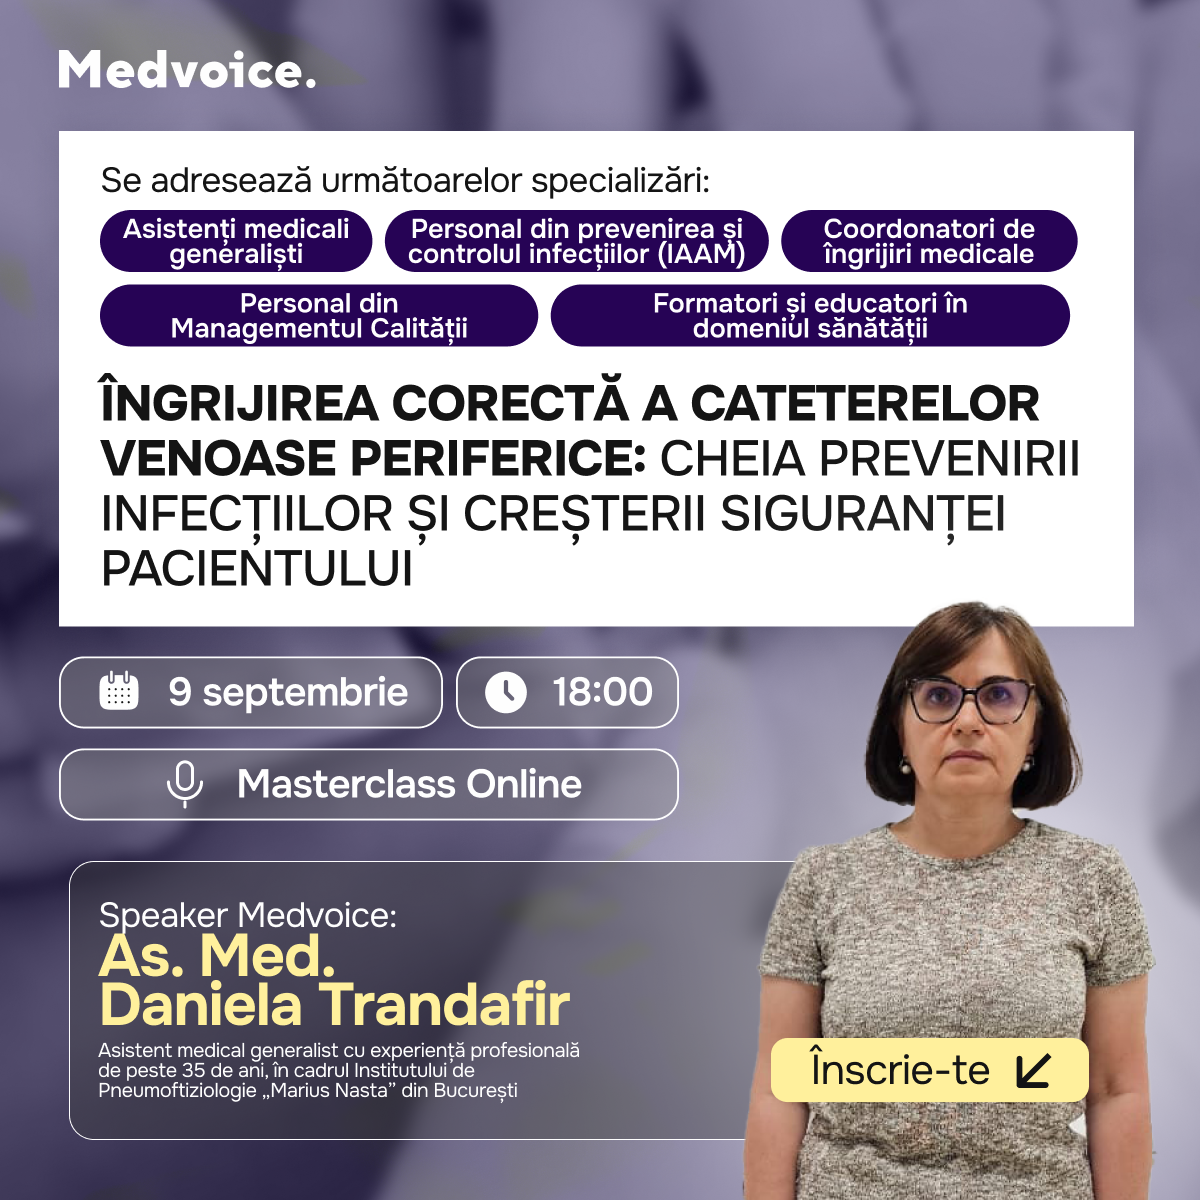 Medvoice.
Se adresează următoarelor specializări:
Asistenți medicali
generaliști
Personal din prevenirea și
controlul infecțiilor (IAAM)
Coordonatori de
îngrijiri medicale
Personal din
Managementul Calității
Formatori și educatori în
domeniul sănătății
ÎNGRIJIREA CORECTĂ A CATETERELOR
VENOASE PERIFERICE: CHEIA PREVENIRII
INFECȚIILOR ȘI CREȘTERII SIGURANȚEI
PACIENTULUI
9 septembrie
18:00
Masterclass Online
Speaker Medvoice:
As. Med.
Daniela Trandafir
Asistent medical generalist cu experiență profesională
de peste 35 de ani, în cadrul Institutului de
Pneumoftiziologie „Marius Nasta” din București
Înscrie-te